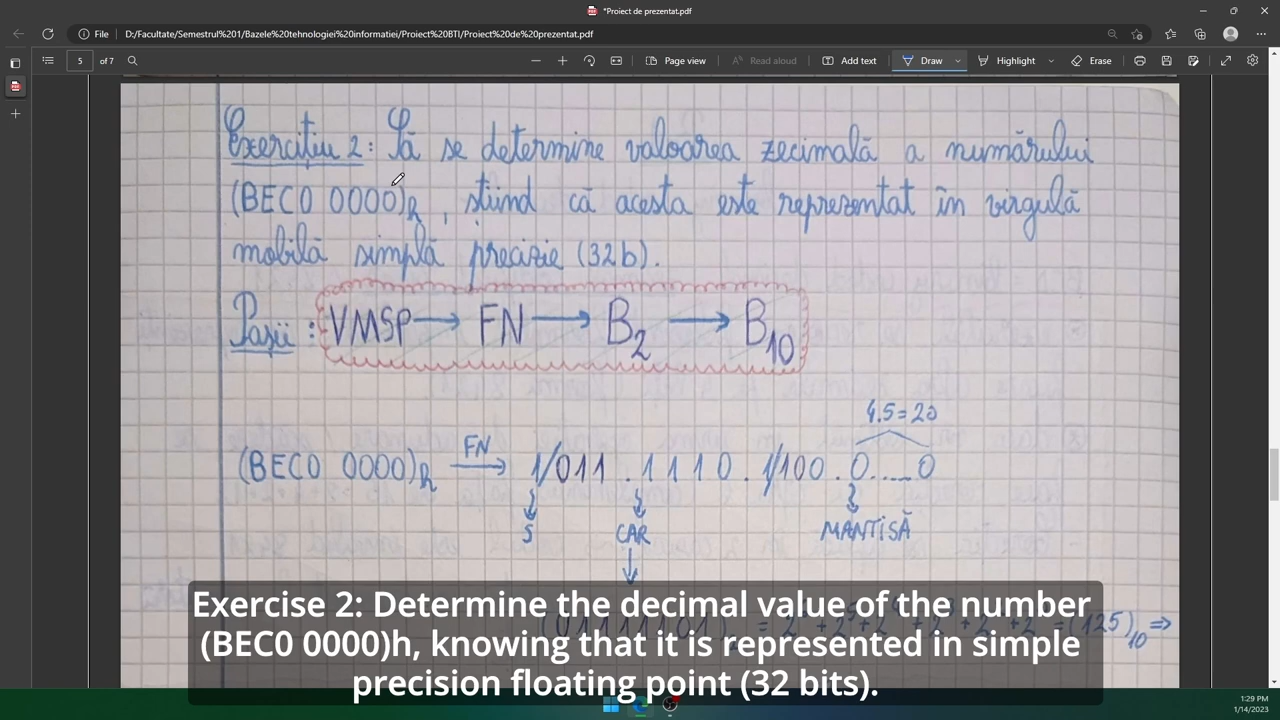 *Proiect de prezentat.pdf
File D:/Facultate/Semestrul%201/Bazele%20tehnologiei%20informatiei/Proiect%20BTI/Proiect%20de%20prezentat.pdf
5 of 7 Page view Read aloud Add text Draw Highlight Erase
Exercitiu 2: Să se determine valoarea zecimală a numărului
(BEC0 0000)h, știind că acesta este reprezentat în virgulă
mobilă simplă precizie (32b).
Pașii: VMSP → FN → B2 → B10
4.5=20
(BEC0 0000)h FN→ 1/011.1110.1/100.0.....0
S CAR MANTISĂ
(125)10 ⇒
Exercise 2: Determine the decimal value of the number
(BEC0 0000)h, knowing that it is represented in simple
precision floating point (32 bits).
1:29 PM
1/14/2023